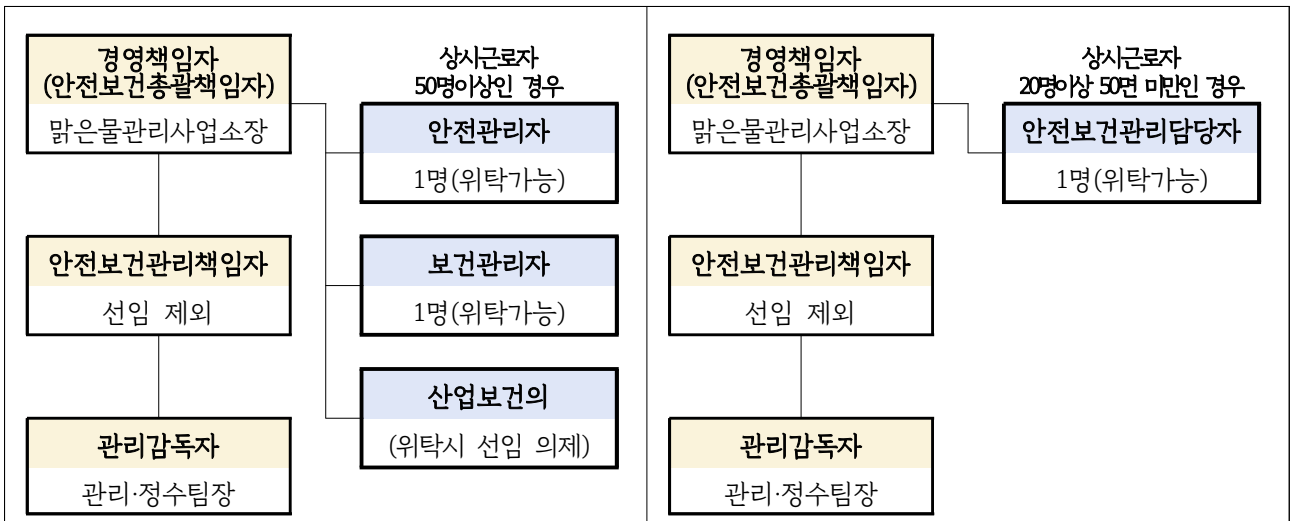 경영책임자
(안전보건총괄책임자)
맑은물관리사업소장
안전보건관리책임자
선임 제외
관리감독자
관리·정수팀장
상시근로자
50명이상인 경우
안전관리자
1명(위탁가능)
보건관리자
1명(위탁가능)
산업보건의
(위탁시 선임 의제)
경영책임자
(안전보건총괄책임자)
맑은물관리사업소장
안전보건관리책임자
선임 제외
관리감독자
관리·정수팀장
상시근로자
20명이상 50면 미만인 경우
안전보건관리담당자
1명(위탁가능)